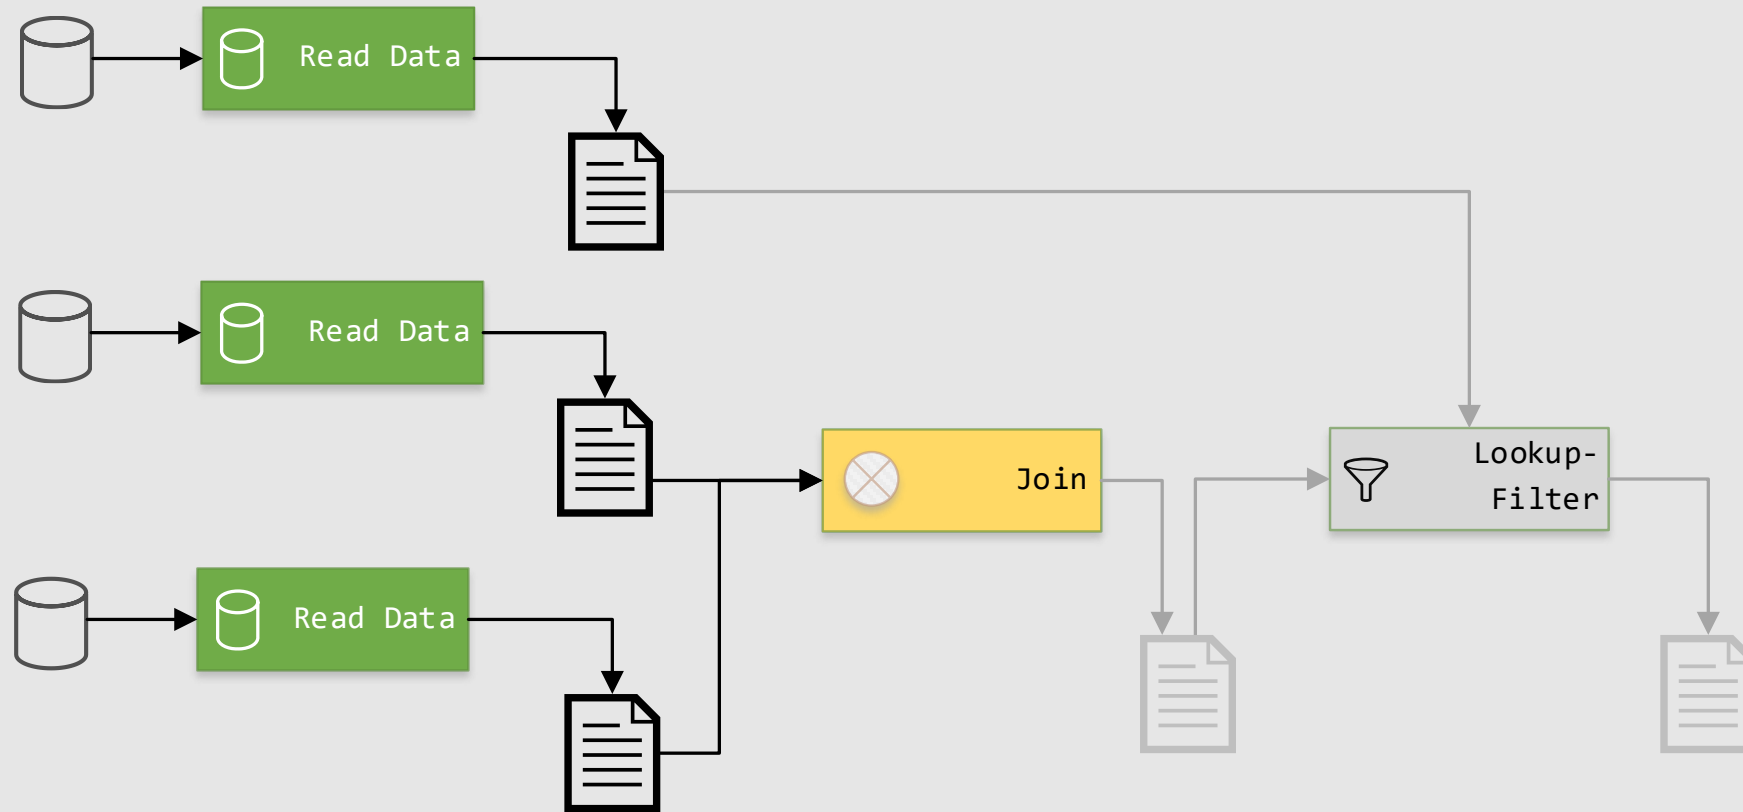 Read Data
Read Data
Join
Lookup-
Filter
Read Data